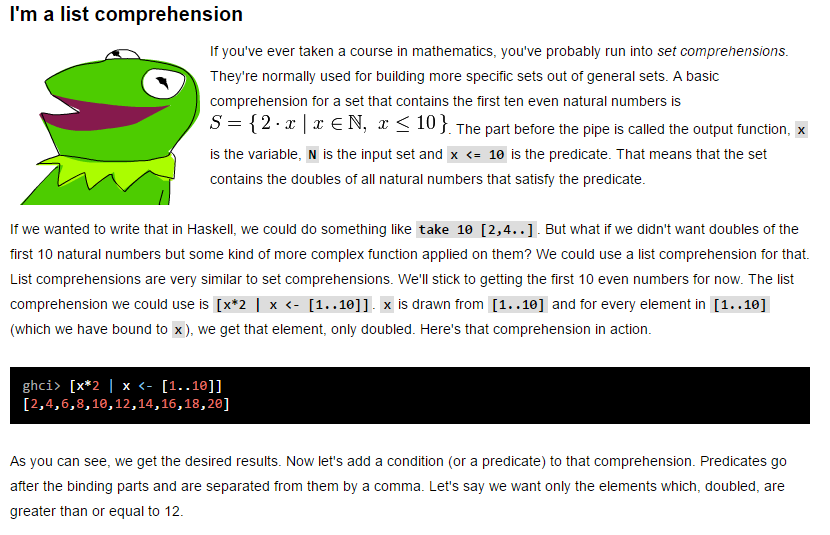 I'm a list comprehension
If you've ever taken a course in mathematics, you've probably run into set comprehensions.
They're normally used for building more specific sets out of general sets. A basic
comprehension for a set that contains the first ten even natural numbers is
S = {2 · x | x ∈ ℕ, x ≤ 10}. The part before the pipe is called the output function, x
is the variable, N is the input set and x <= 10 is the predicate. That means that the set
contains the doubles of all natural numbers that satisfy the predicate.
If we wanted to write that in Haskell, we could do something like take 10 [2,4..]. But what if we didn't want doubles of the
first 10 natural numbers but some kind of more complex function applied on them? We could use a list comprehension for that.
List comprehensions are very similar to set comprehensions. We'll stick to getting the first 10 even numbers for now. The list
comprehension we could use is [x*2 | x <- [1..10]]. x is drawn from [1..10] and for every element in [1..10]
(which we have bound to x), we get that element, only doubled. Here's that comprehension in action.
ghci> [x*2 | x <- [1..10]]
[2,4,6,8,10,12,14,16,18,20]
As you can see, we get the desired results. Now let's add a condition (or a predicate) to that comprehension. Predicates go
after the binding parts and are separated from them by a comma. Let's say we want only the elements which, doubled, are
greater than or equal to 12.